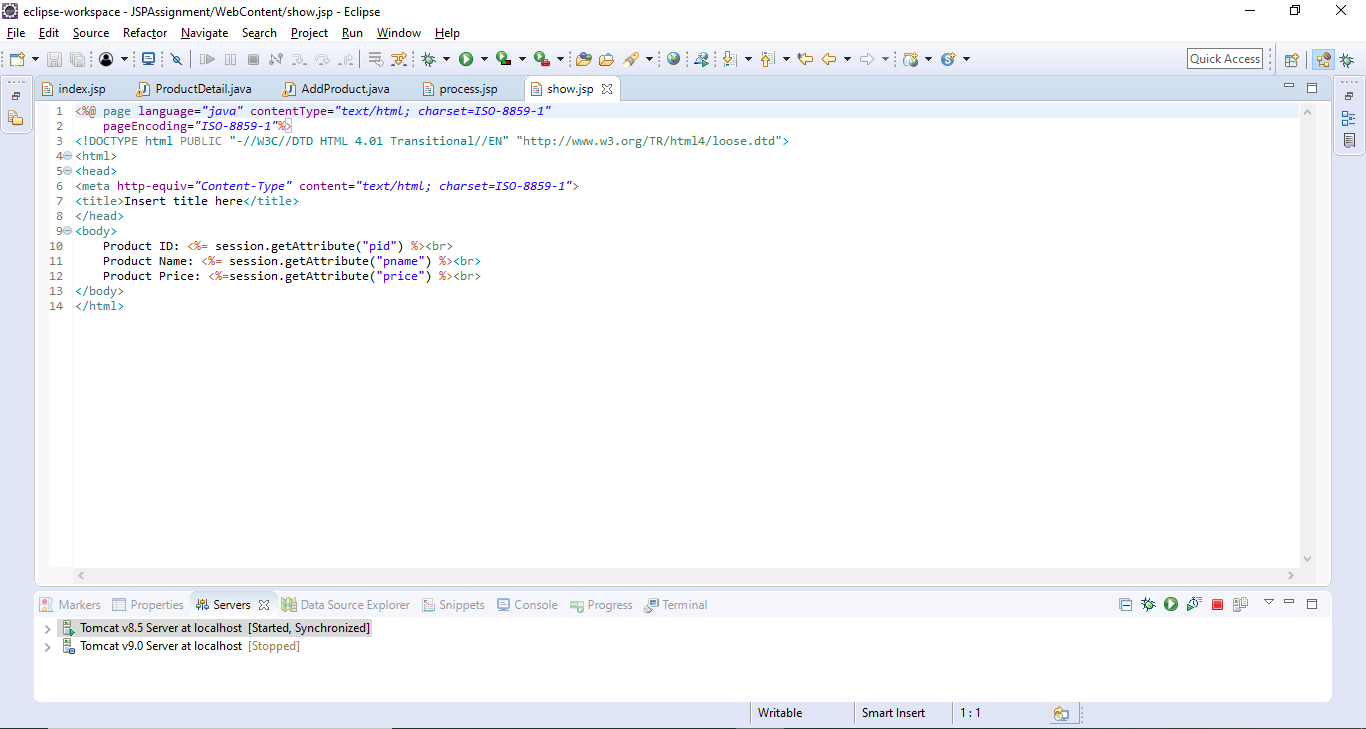 eclipse-workspace - JSPAssignment/WebContent/show.jsp - Eclipse
File Edit Source Refactor Navigate Search Project Run Window Help
Quick Access
index.jsp ProductDetail.java AddProduct.java process.jsp show.jsp
1 <%@ page language="java" contentType="text/html; charset=ISO-8859-1"
2     pageEncoding="ISO-8859-1"%>
3 <!DOCTYPE html PUBLIC "-//W3C//DTD HTML 4.01 Transitional//EN" "http://www.w3.org/TR/html4/loose.dtd">
4 <html>
5 <head>
6 <meta http-equiv="Content-Type" content="text/html; charset=ISO-8859-1">
7 <title>Insert title here</title>
8 </head>
9 <body>
10     Product ID: <%= session.getAttribute("pid") %><br>
11     Product Name: <%= session.getAttribute("pname") %><br>
12     Product Price: <%=session.getAttribute("price") %><br>
13 </body>
14 </html>
Markers Properties Servers Data Source Explorer Snippets Console Progress Terminal
Tomcat v8.5 Server at localhost [Started, Synchronized]
Tomcat v9.0 Server at localhost [Stopped]
Writable Smart Insert 1 : 1